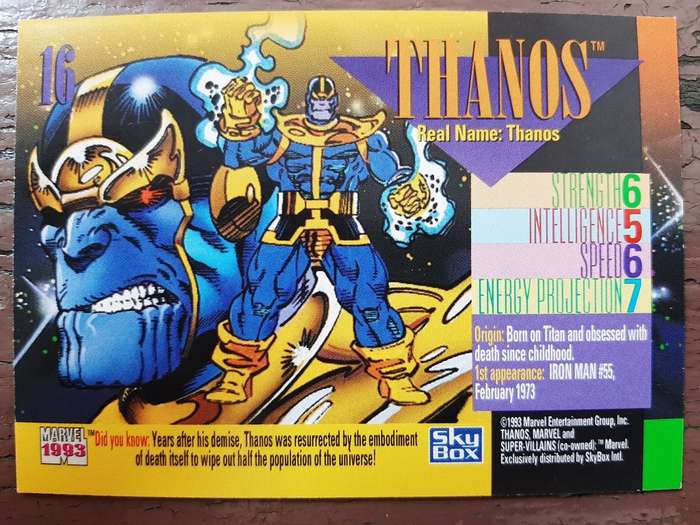 16
THANOS™
Real Name: Thanos
STRENGTH 6
INTELLIGENCE 5
SPEED 6
ENERGY PROJECTION 7
Origin: Born on Titan and obsessed with
death since childhood.
1st appearance: IRON MAN #55,
February 1973
MARVEL™
1993
M
Did you know: Years after his demise, Thanos was resurrected by the embodiment
of death itself to wipe out half the population of the universe!
SKY
BOX
©1993 Marvel Entertainment Group, Inc.
THANOS, MARVEL and
SUPER-VILLAINS (co-owned): ™ Marvel.
Exclusively distributed by SkyBox Intl.